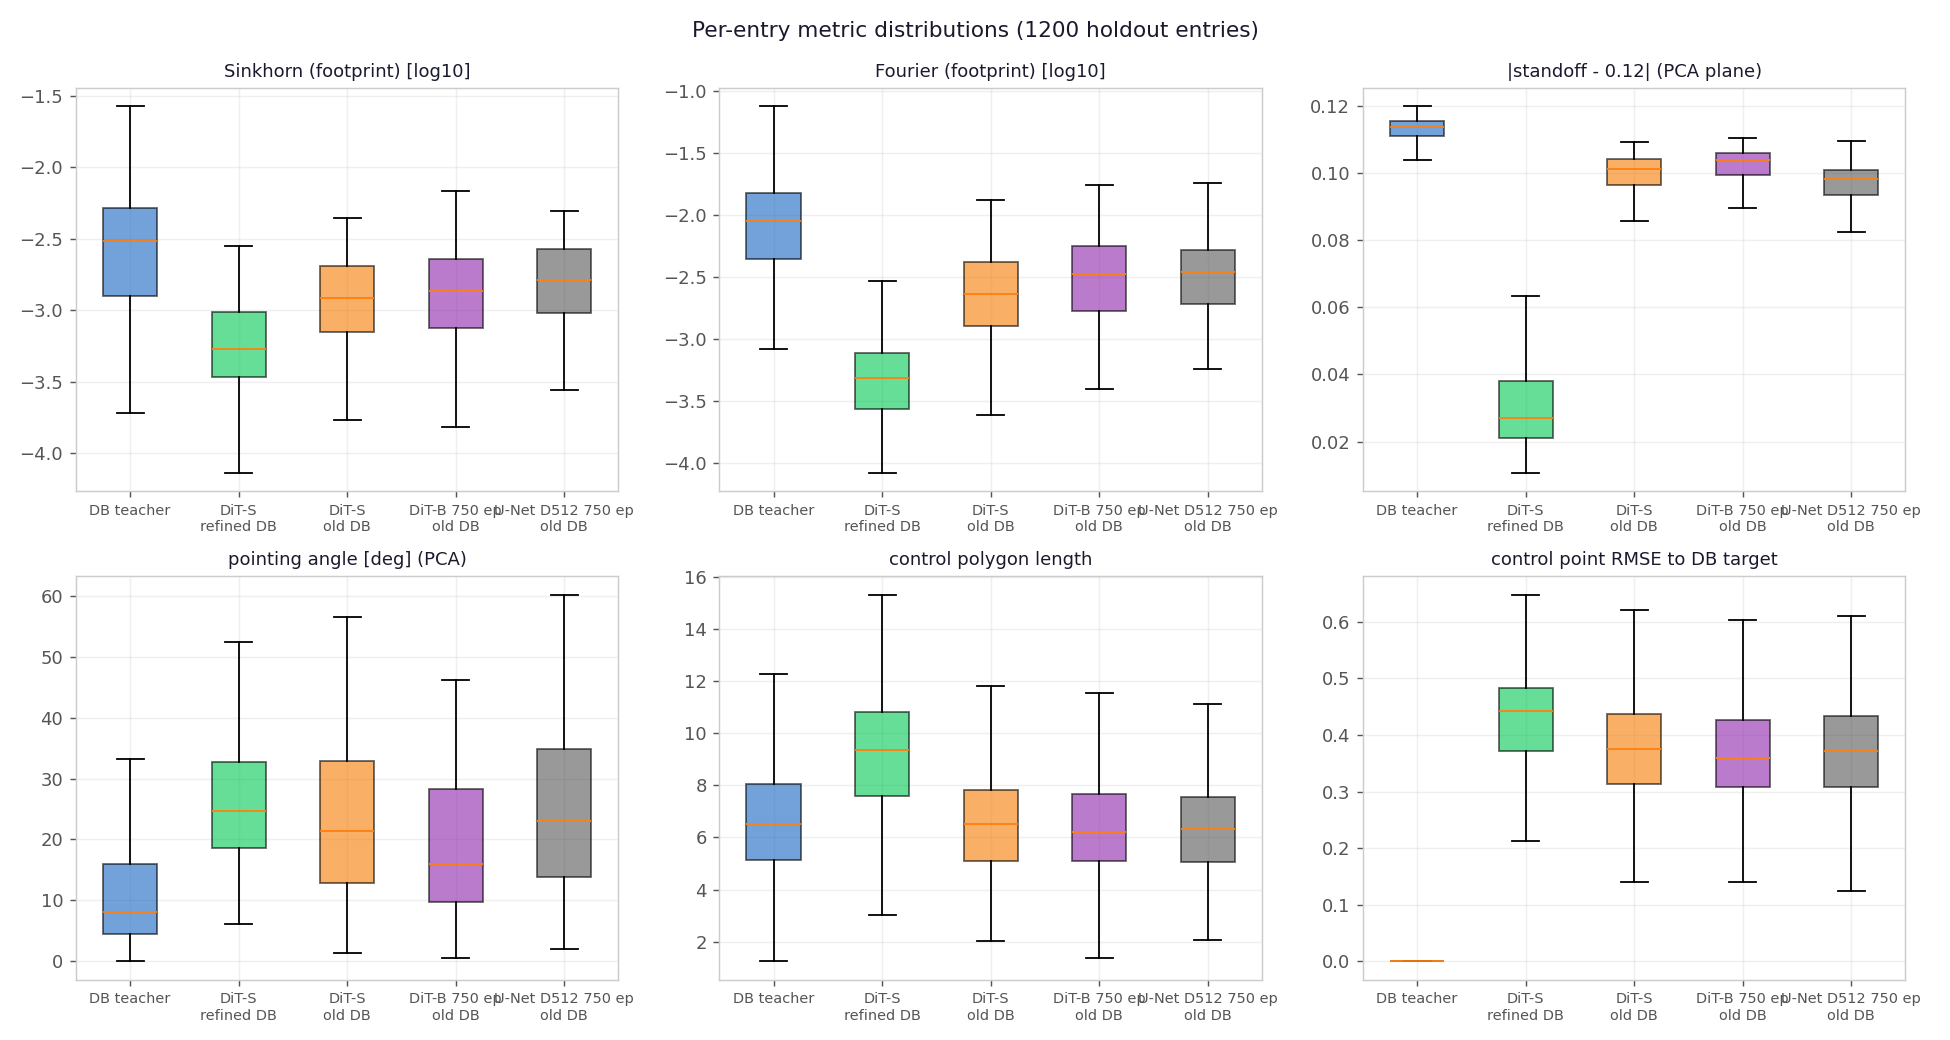 Per-entry metric distributions (1200 holdout entries)
Sinkhorn (footprint) [log10]
−1.5
−2.0
−2.5
−3.0
−3.5
−4.0
DB teacher
DiT-S
refined DB
DiT-S
old DB
DiT-B 750 ep
old DB
U-Net D512 750 ep
old DB
Fourier (footprint) [log10]
−1.0
−1.5
−2.0
−2.5
−3.0
−3.5
−4.0
DB teacher
DiT-S
refined DB
DiT-S
old DB
DiT-B 750 ep
old DB
U-Net D512 750 ep
old DB
|standoff - 0.12| (PCA plane)
0.12
0.10
0.08
0.06
0.04
0.02
DB teacher
DiT-S
refined DB
DiT-S
old DB
DiT-B 750 ep
old DB
U-Net D512 750 ep
old DB
pointing angle [deg] (PCA)
60
50
40
30
20
10
0
DB teacher
DiT-S
refined DB
DiT-S
old DB
DiT-B 750 ep
old DB
U-Net D512 750 ep
old DB
control polygon length
16
14
12
10
8
6
4
2
DB teacher
DiT-S
refined DB
DiT-S
old DB
DiT-B 750 ep
old DB
U-Net D512 750 ep
old DB
control point RMSE to DB target
0.6
0.5
0.4
0.3
0.2
0.1
0.0
DB teacher
DiT-S
refined DB
DiT-S
old DB
DiT-B 750 ep
old DB
U-Net D512 750 ep
old DB